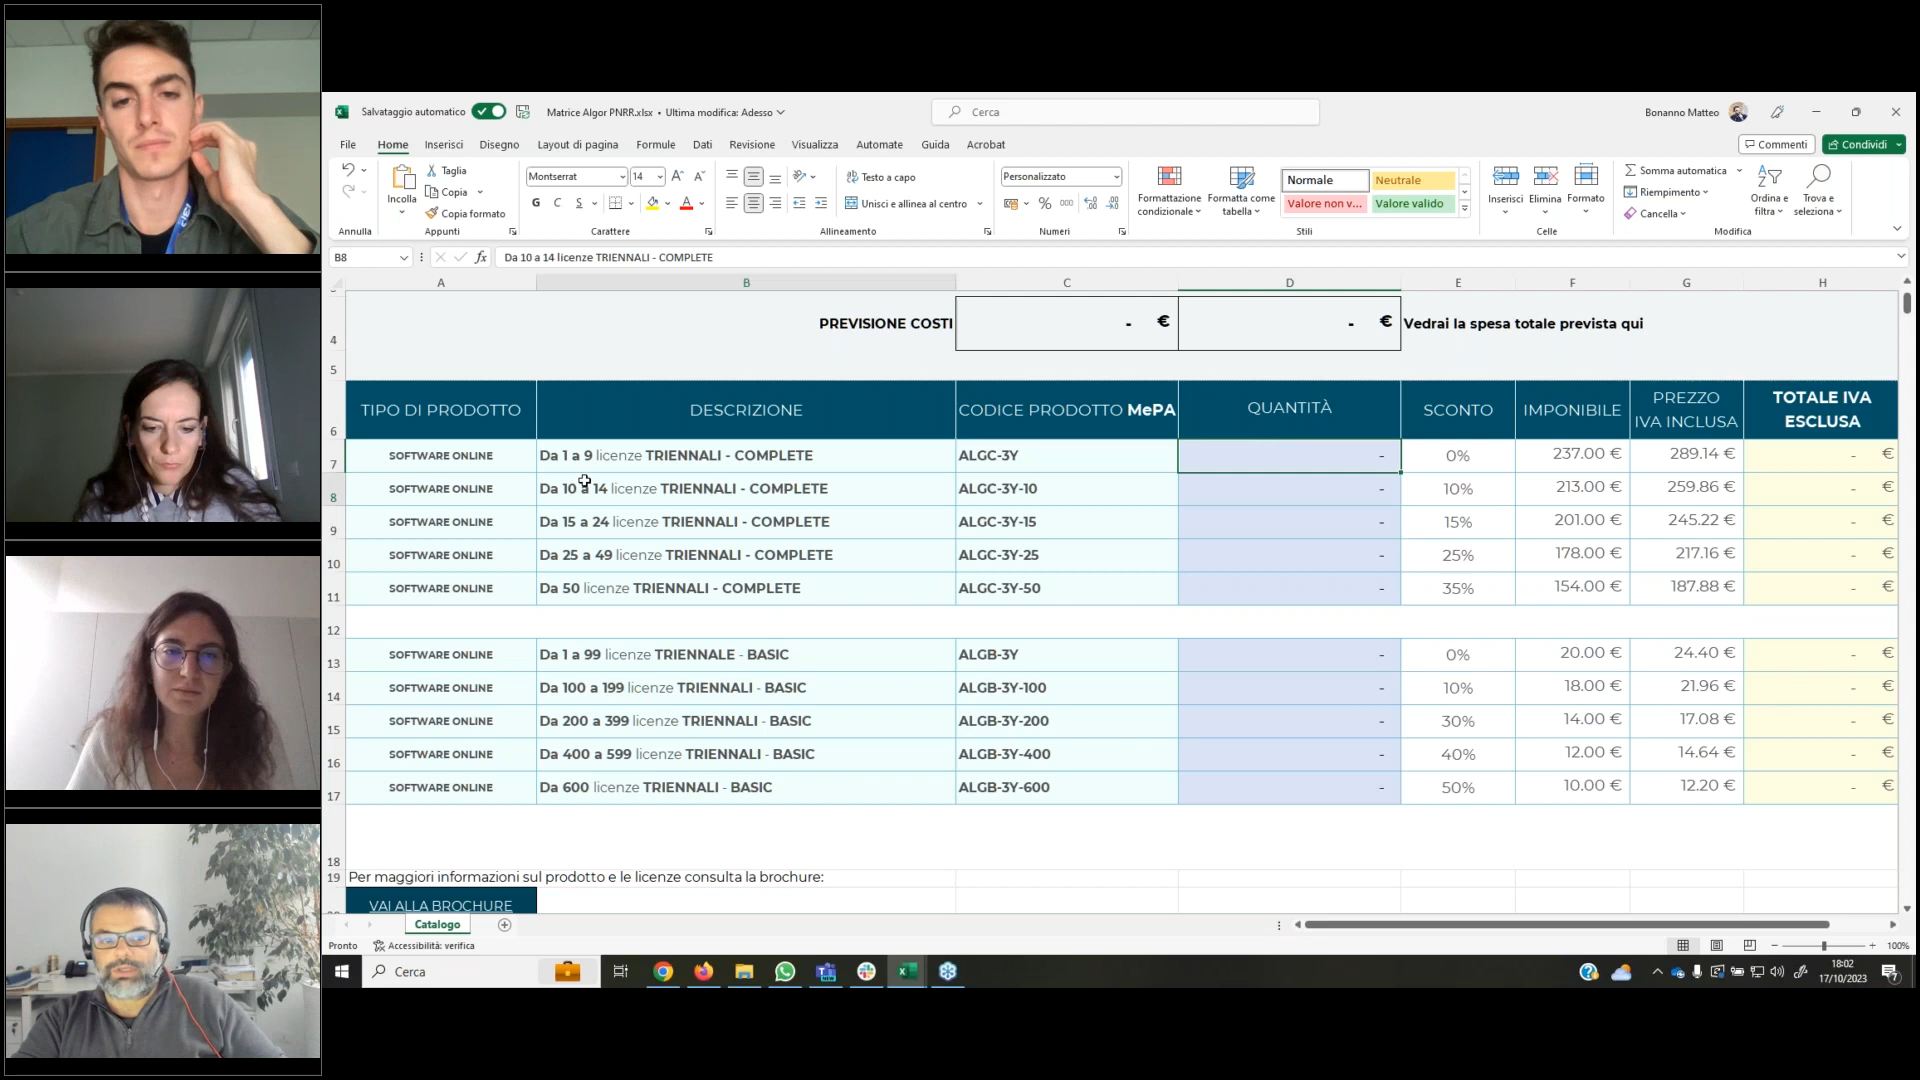 Salvataggio automatico
Matrice Algor PNRR.xlsx • Ultima modifica: Adesso
Cerca
Bonanno Matteo
File Home Inserisci Disegno Layout di pagina Formule Dati Revisione Visualizza Automate Guida Acrobat
Commenti
Condividi
Incolla
Taglia
Copia
Copia formato
Montserrat
14
G C S
Testo a capo
Unisci e allinea al centro
Personalizzato
Formattazione condizionale
Formatta come tabella
Normale
Neutrale
Valore non v...
Valore valido
Inserisci
Elimina
Formato
Somma automatica
Riempimento
Cancella
Ordina e filtra
Trova e seleziona
Annulla Appunti Carattere Allineamento Numeri Stili Celle Modifica
B8
fx
Da 10 a 14 licenze TRIENNALI - COMPLETE
A B C D E F G H
4 PREVISIONE COSTI - € - € Vedrai la spesa totale prevista qui
5
6 TIPO DI PRODOTTO DESCRIZIONE CODICE PRODOTTO MePA QUANTITÀ SCONTO IMPONIBILE PREZZO IVA INCLUSA TOTALE IVA ESCLUSA
7 SOFTWARE ONLINE Da 1 a 9 licenze TRIENNALI - COMPLETE ALGC-3Y - 0% 237.00 € 289.14 € - €
8 SOFTWARE ONLINE Da 10 a 14 licenze TRIENNALI - COMPLETE ALGC-3Y-10 - 10% 213.00 € 259.86 € - €
9 SOFTWARE ONLINE Da 15 a 24 licenze TRIENNALI - COMPLETE ALGC-3Y-15 - 15% 201.00 € 245.22 € - €
10 SOFTWARE ONLINE Da 25 a 49 licenze TRIENNALI - COMPLETE ALGC-3Y-25 - 25% 178.00 € 217.16 € - €
11 SOFTWARE ONLINE Da 50 licenze TRIENNALI - COMPLETE ALGC-3Y-50 - 35% 154.00 € 187.88 € - €
12
13 SOFTWARE ONLINE Da 1 a 99 licenze TRIENNALE - BASIC ALGB-3Y - 0% 20.00 € 24.40 € - €
14 SOFTWARE ONLINE Da 100 a 199 licenze TRIENNALI - BASIC ALGB-3Y-100 - 10% 18.00 € 21.96 € - €
15 SOFTWARE ONLINE Da 200 a 399 licenze TRIENNALI - BASIC ALGB-3Y-200 - 30% 14.00 € 17.08 € - €
16 SOFTWARE ONLINE Da 400 a 599 licenze TRIENNALI - BASIC ALGB-3Y-400 - 40% 12.00 € 14.64 € - €
17 SOFTWARE ONLINE Da 600 licenze TRIENNALI - BASIC ALGB-3Y-600 - 50% 10.00 € 12.20 € - €
18
19 Per maggiori informazioni sul prodotto e le licenze consulta la brochure:
VAI ALLA BROCHURE
Catalogo
Pronto Accessibilità: verifica
100%
Cerca
18:02
17/10/2023